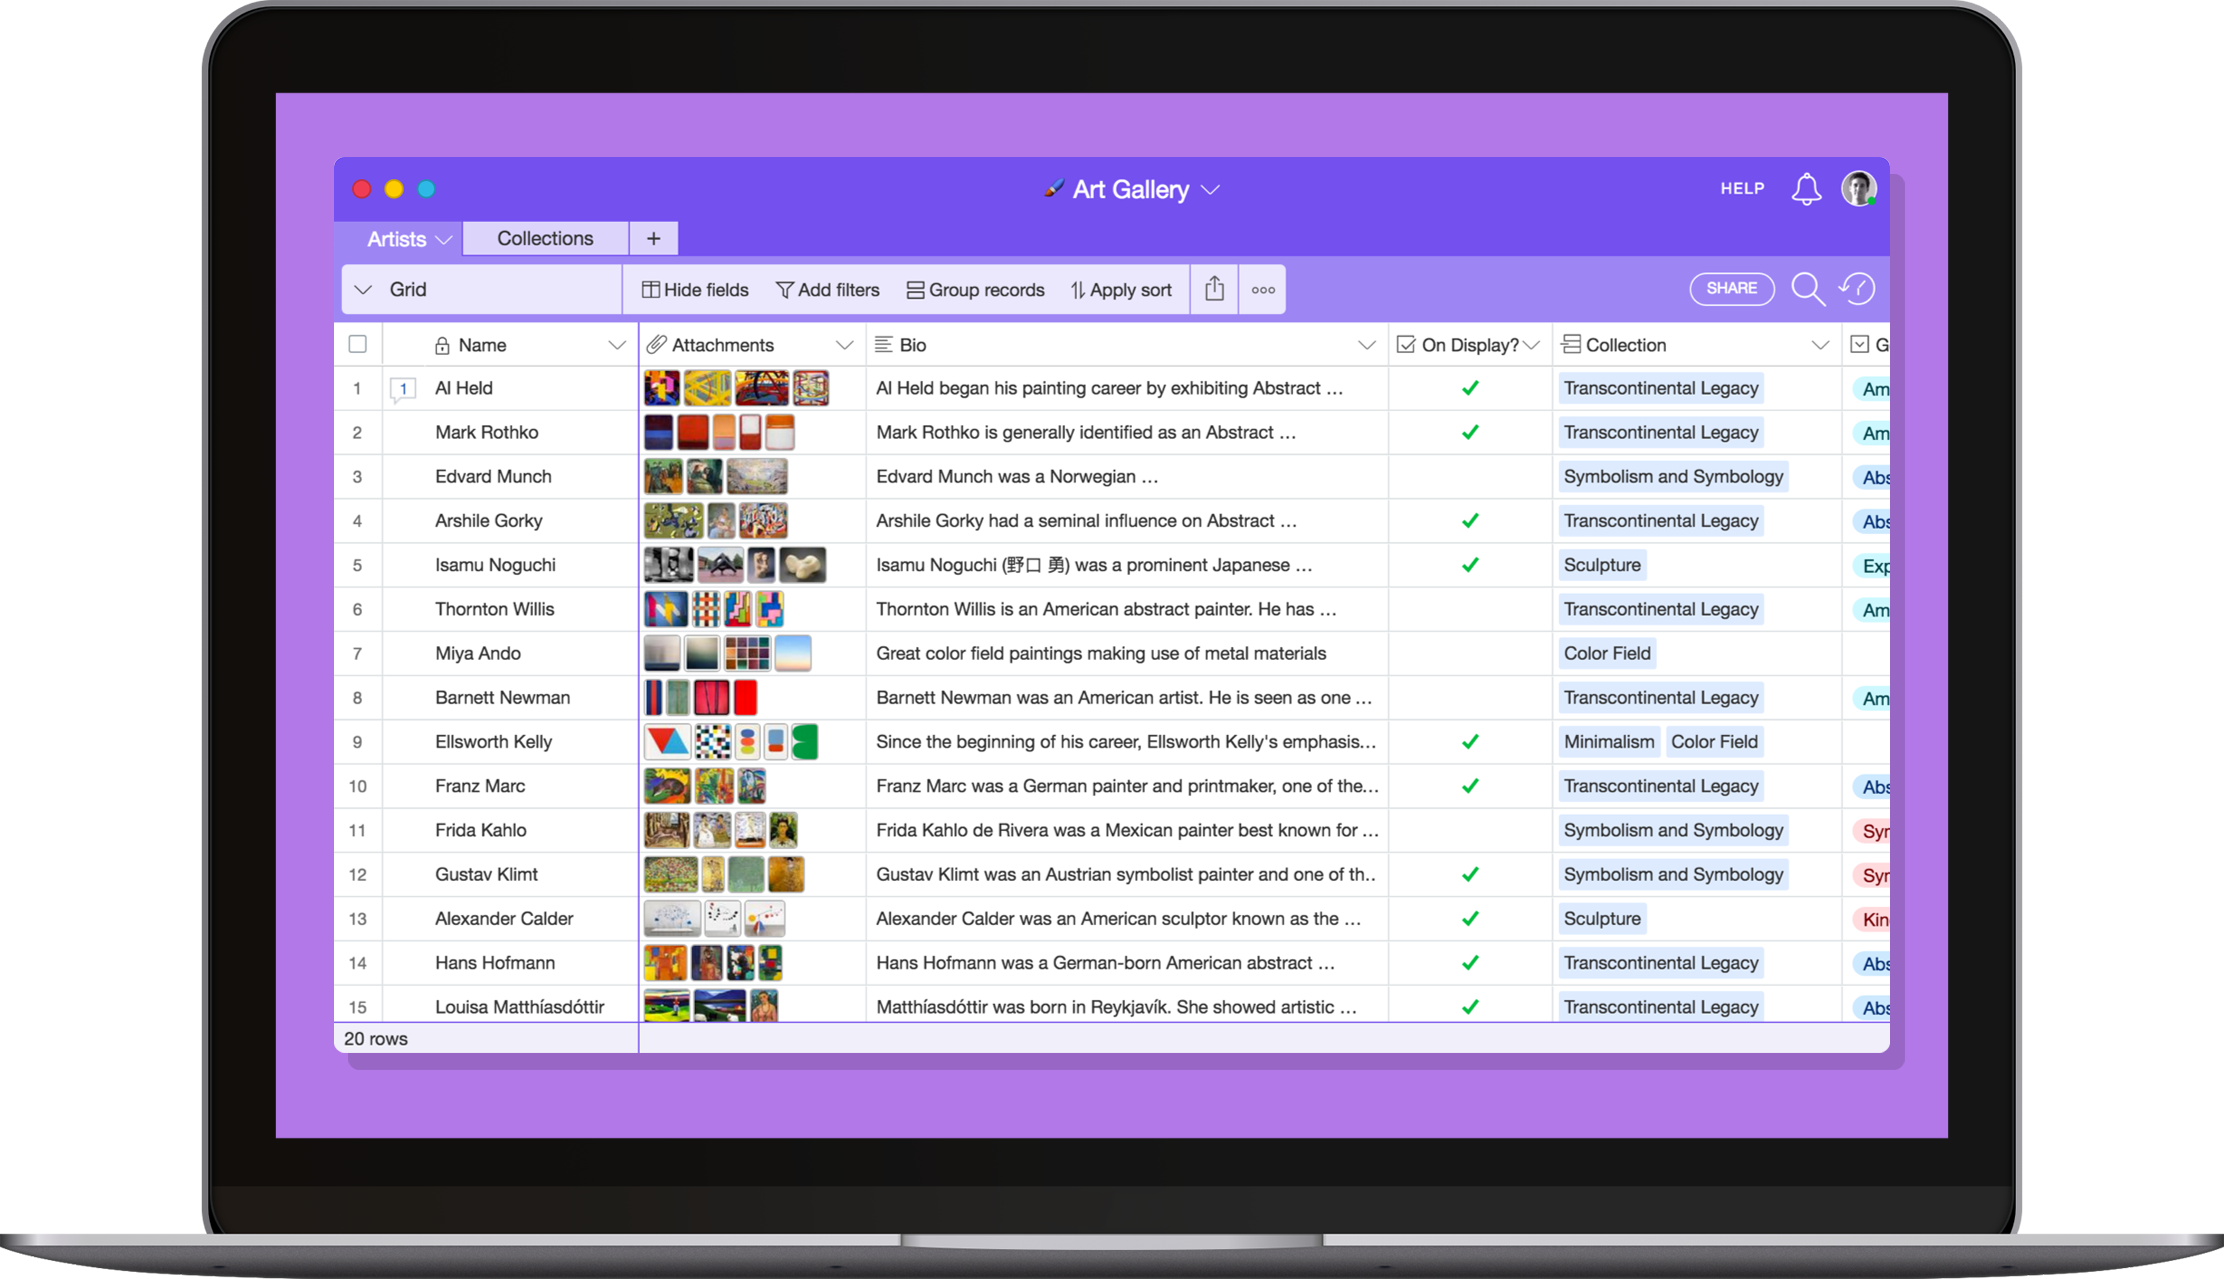 Art Gallery
HELP
Artists
Collections
+
Grid
Hide fields
Add filters
Group records
Apply sort
SHARE
Name
Attachments
Bio
On Display?
Collection
G
1 1 Al Held Al Held began his painting career by exhibiting Abstract ... Transcontinental Legacy Am
2 Mark Rothko Mark Rothko is generally identified as an Abstract ... Transcontinental Legacy Am
3 Edvard Munch Edvard Munch was a Norwegian ... Symbolism and Symbology Abs
4 Arshile Gorky Arshile Gorky had a seminal influence on Abstract ... Transcontinental Legacy Abs
5 Isamu Noguchi Isamu Noguchi (野口 勇) was a prominent Japanese ... Sculpture Exp
6 Thornton Willis Thornton Willis is an American abstract painter. He has ... Transcontinental Legacy Am
7 Miya Ando Great color field paintings making use of metal materials Color Field
8 Barnett Newman Barnett Newman was an American artist. He is seen as one ... Transcontinental Legacy Am
9 Ellsworth Kelly Since the beginning of his career, Ellsworth Kelly's emphasis... Minimalism Color Field
10 Franz Marc Franz Marc was a German painter and printmaker, one of the... Transcontinental Legacy Abs
11 Frida Kahlo Frida Kahlo de Rivera was a Mexican painter best known for ... Symbolism and Symbology Syr
12 Gustav Klimt Gustav Klimt was an Austrian symbolist painter and one of th.. Symbolism and Symbology Syr
13 Alexander Calder Alexander Calder was an American sculptor known as the ... Sculpture Kin
14 Hans Hofmann Hans Hofmann was a German-born American abstract ... Transcontinental Legacy Abs
15 Louisa Matthíasdóttir Matthíasdóttir was born in Reykjavík. She showed artistic ... Transcontinental Legacy Abs
20 rows